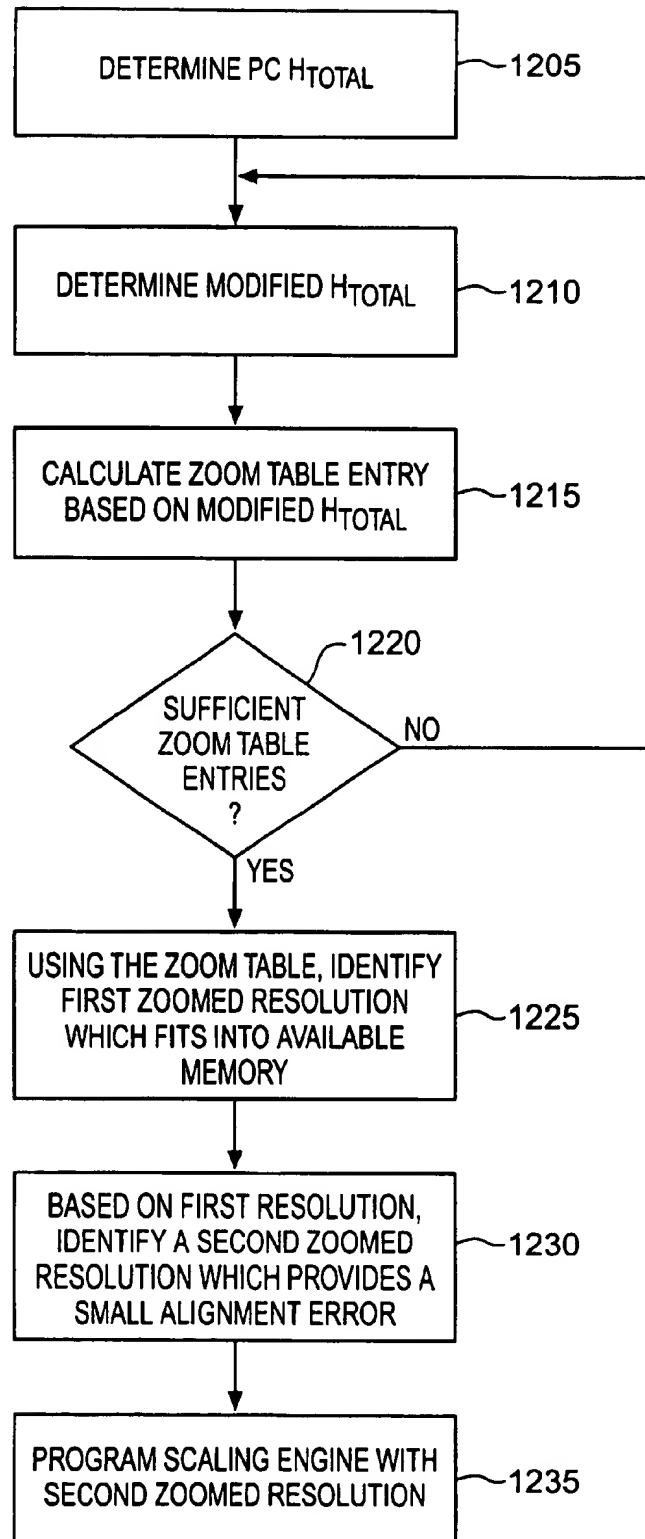 DETERMINE PC HTOTAL
1205
DETERMINE MODIFIED HTOTAL
1210
CALCULATE ZOOM TABLE ENTRY
BASED ON MODIFIED HTOTAL
1215
1220
SUFFICIENT
ZOOM TABLE
ENTRIES
?
NO
YES
USING THE ZOOM TABLE, IDENTIFY
FIRST ZOOMED RESOLUTION
WHICH FITS INTO AVAILABLE
MEMORY
1225
BASED ON FIRST RESOLUTION,
IDENTIFY A SECOND ZOOMED
RESOLUTION WHICH PROVIDES A
SMALL ALIGNMENT ERROR
1230
PROGRAM SCALING ENGINE WITH
SECOND ZOOMED RESOLUTION
1235